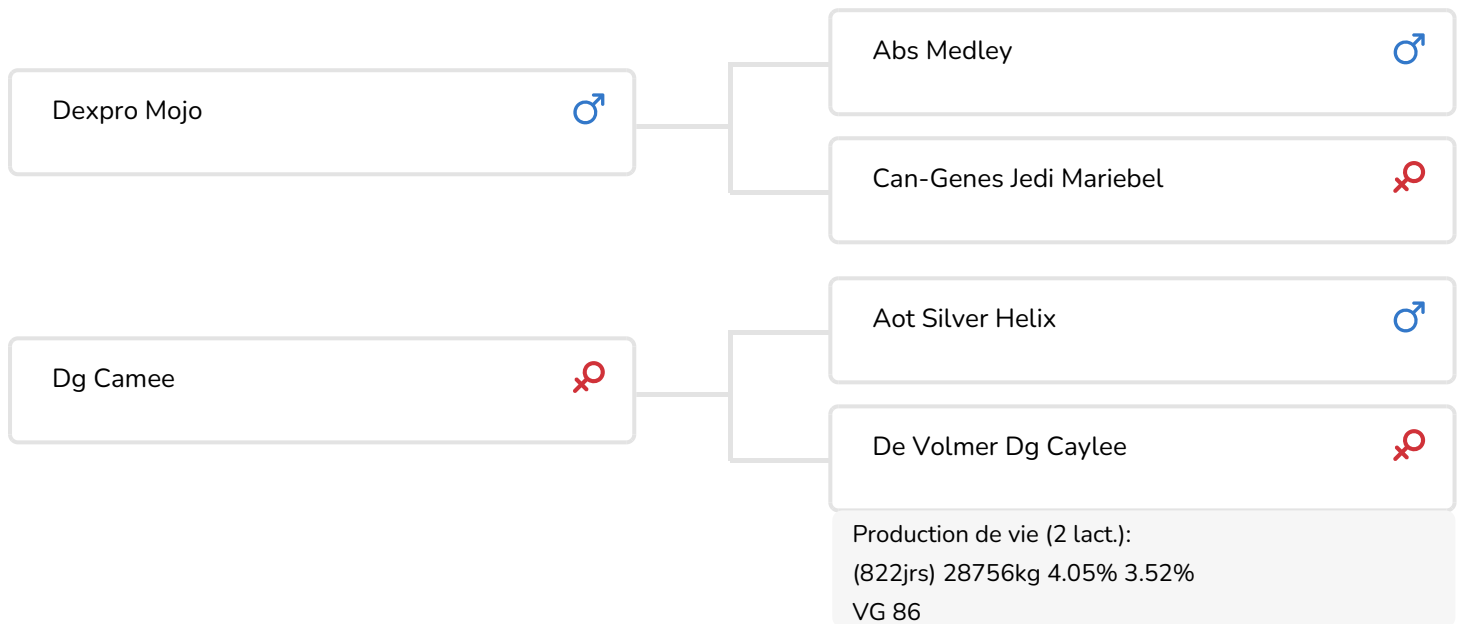 Dexpro Mojo
Abs Medley
Can-Genes Jedi Mariebel
Dg Camee
Aot Silver Helix
De Volmer Dg Caylee
Production de vie (2 lact.):
(822jrs) 28756kg 4.05% 3.52%
VG 86